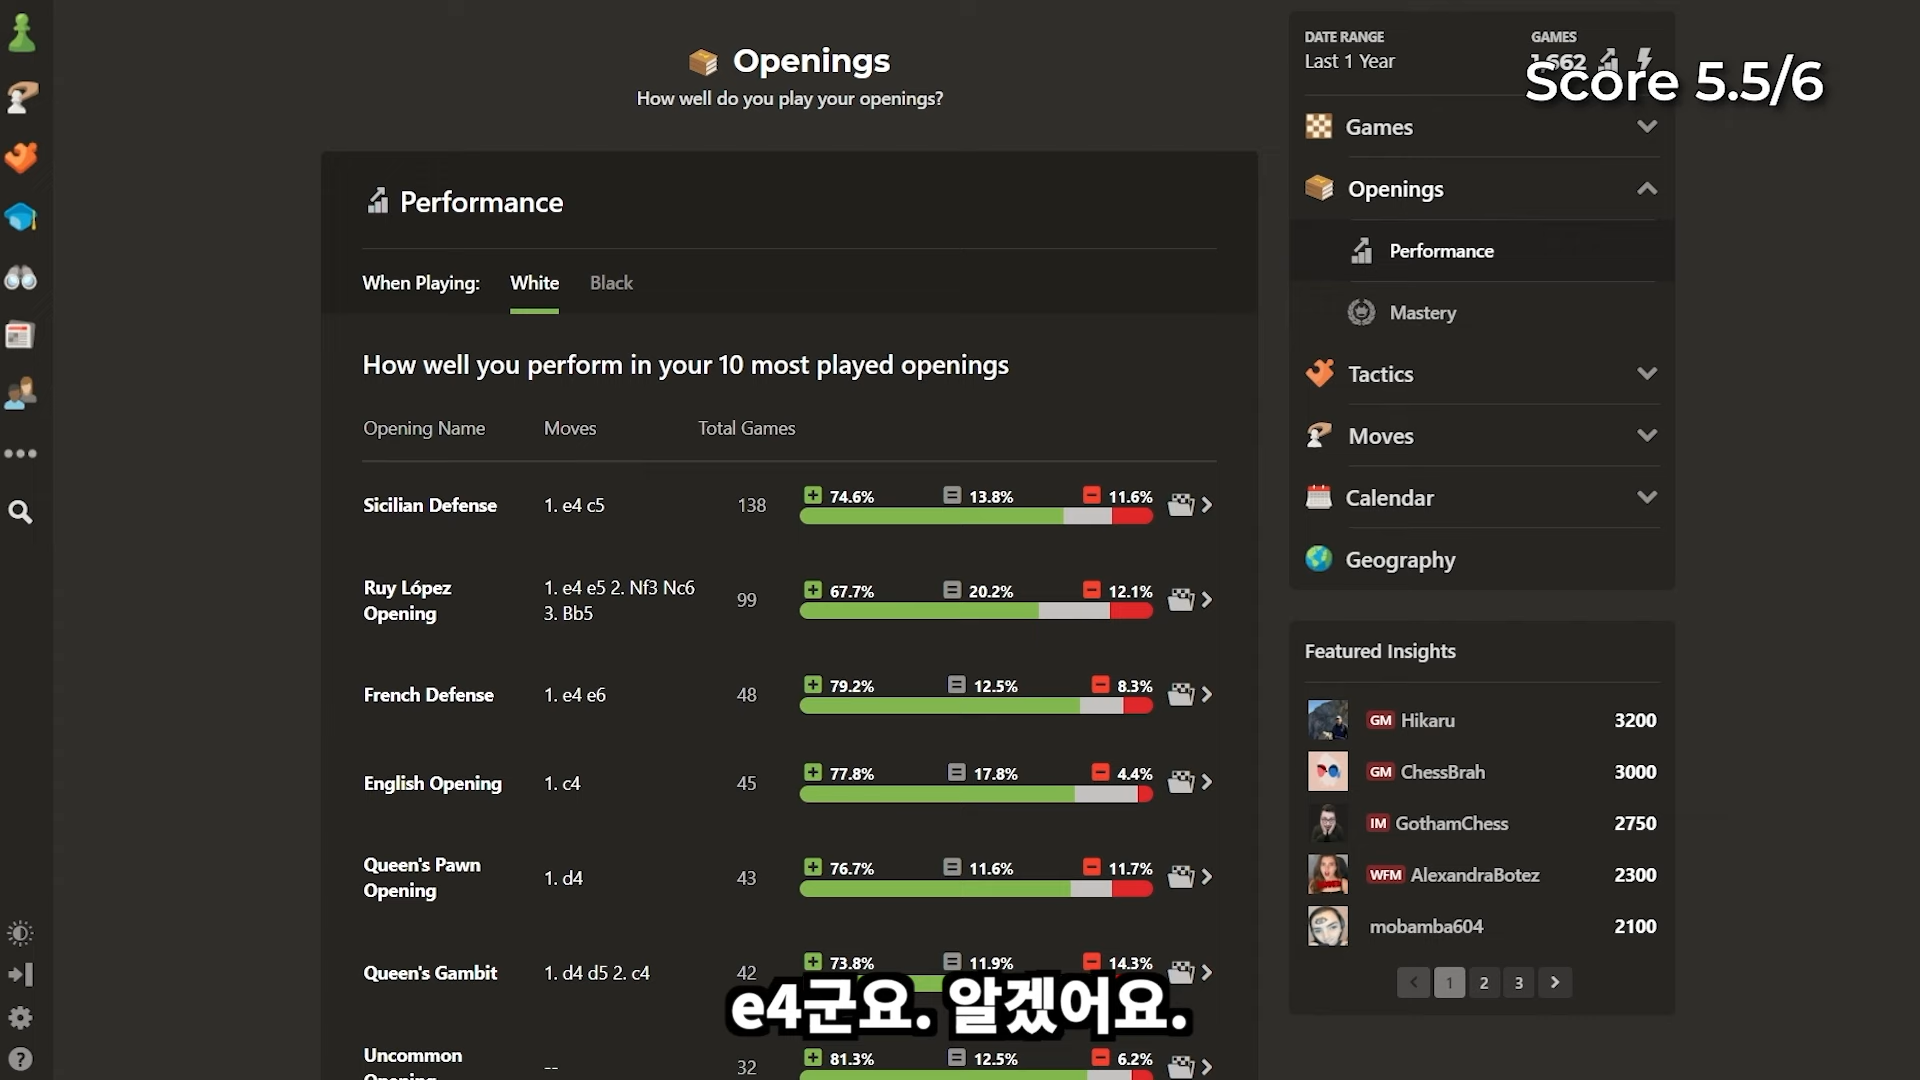 Openings
How well do you play your openings?
Performance
When Playing: White Black
How well you perform in your 10 most played openings
Opening Name Moves Total Games
Sicilian Defense 1. e4 c5 138 74.6% 13.8% 11.6%
Ruy López
Opening
1. e4 e5 2. Nf3 Nc6
3. Bb5
99 67.7% 20.2% 12.1%
French Defense 1. e4 e6 48 79.2% 12.5% 8.3%
English Opening 1. c4 45 77.8% 17.8% 4.4%
Queen's Pawn
Opening
1. d4 43 76.7% 11.6% 11.7%
Queen's Gambit 1. d4 d5 2. c4 42 73.8% 11.9% 14.3%
e4군요. 알겠어요.
Uncommon
-- 32 81.3% 12.5% 6.2%
DATE RANGE
Last 1 Year
GAMES
1,662
Score 5.5/6
Games
Openings
Performance
Mastery
Tactics
Moves
Calendar
Geography
Featured Insights
GM Hikaru 3200
GM ChessBrah 3000
IM GothamChess 2750
WFM AlexandraBotez 2300
mobamba604 2100
1 2 3